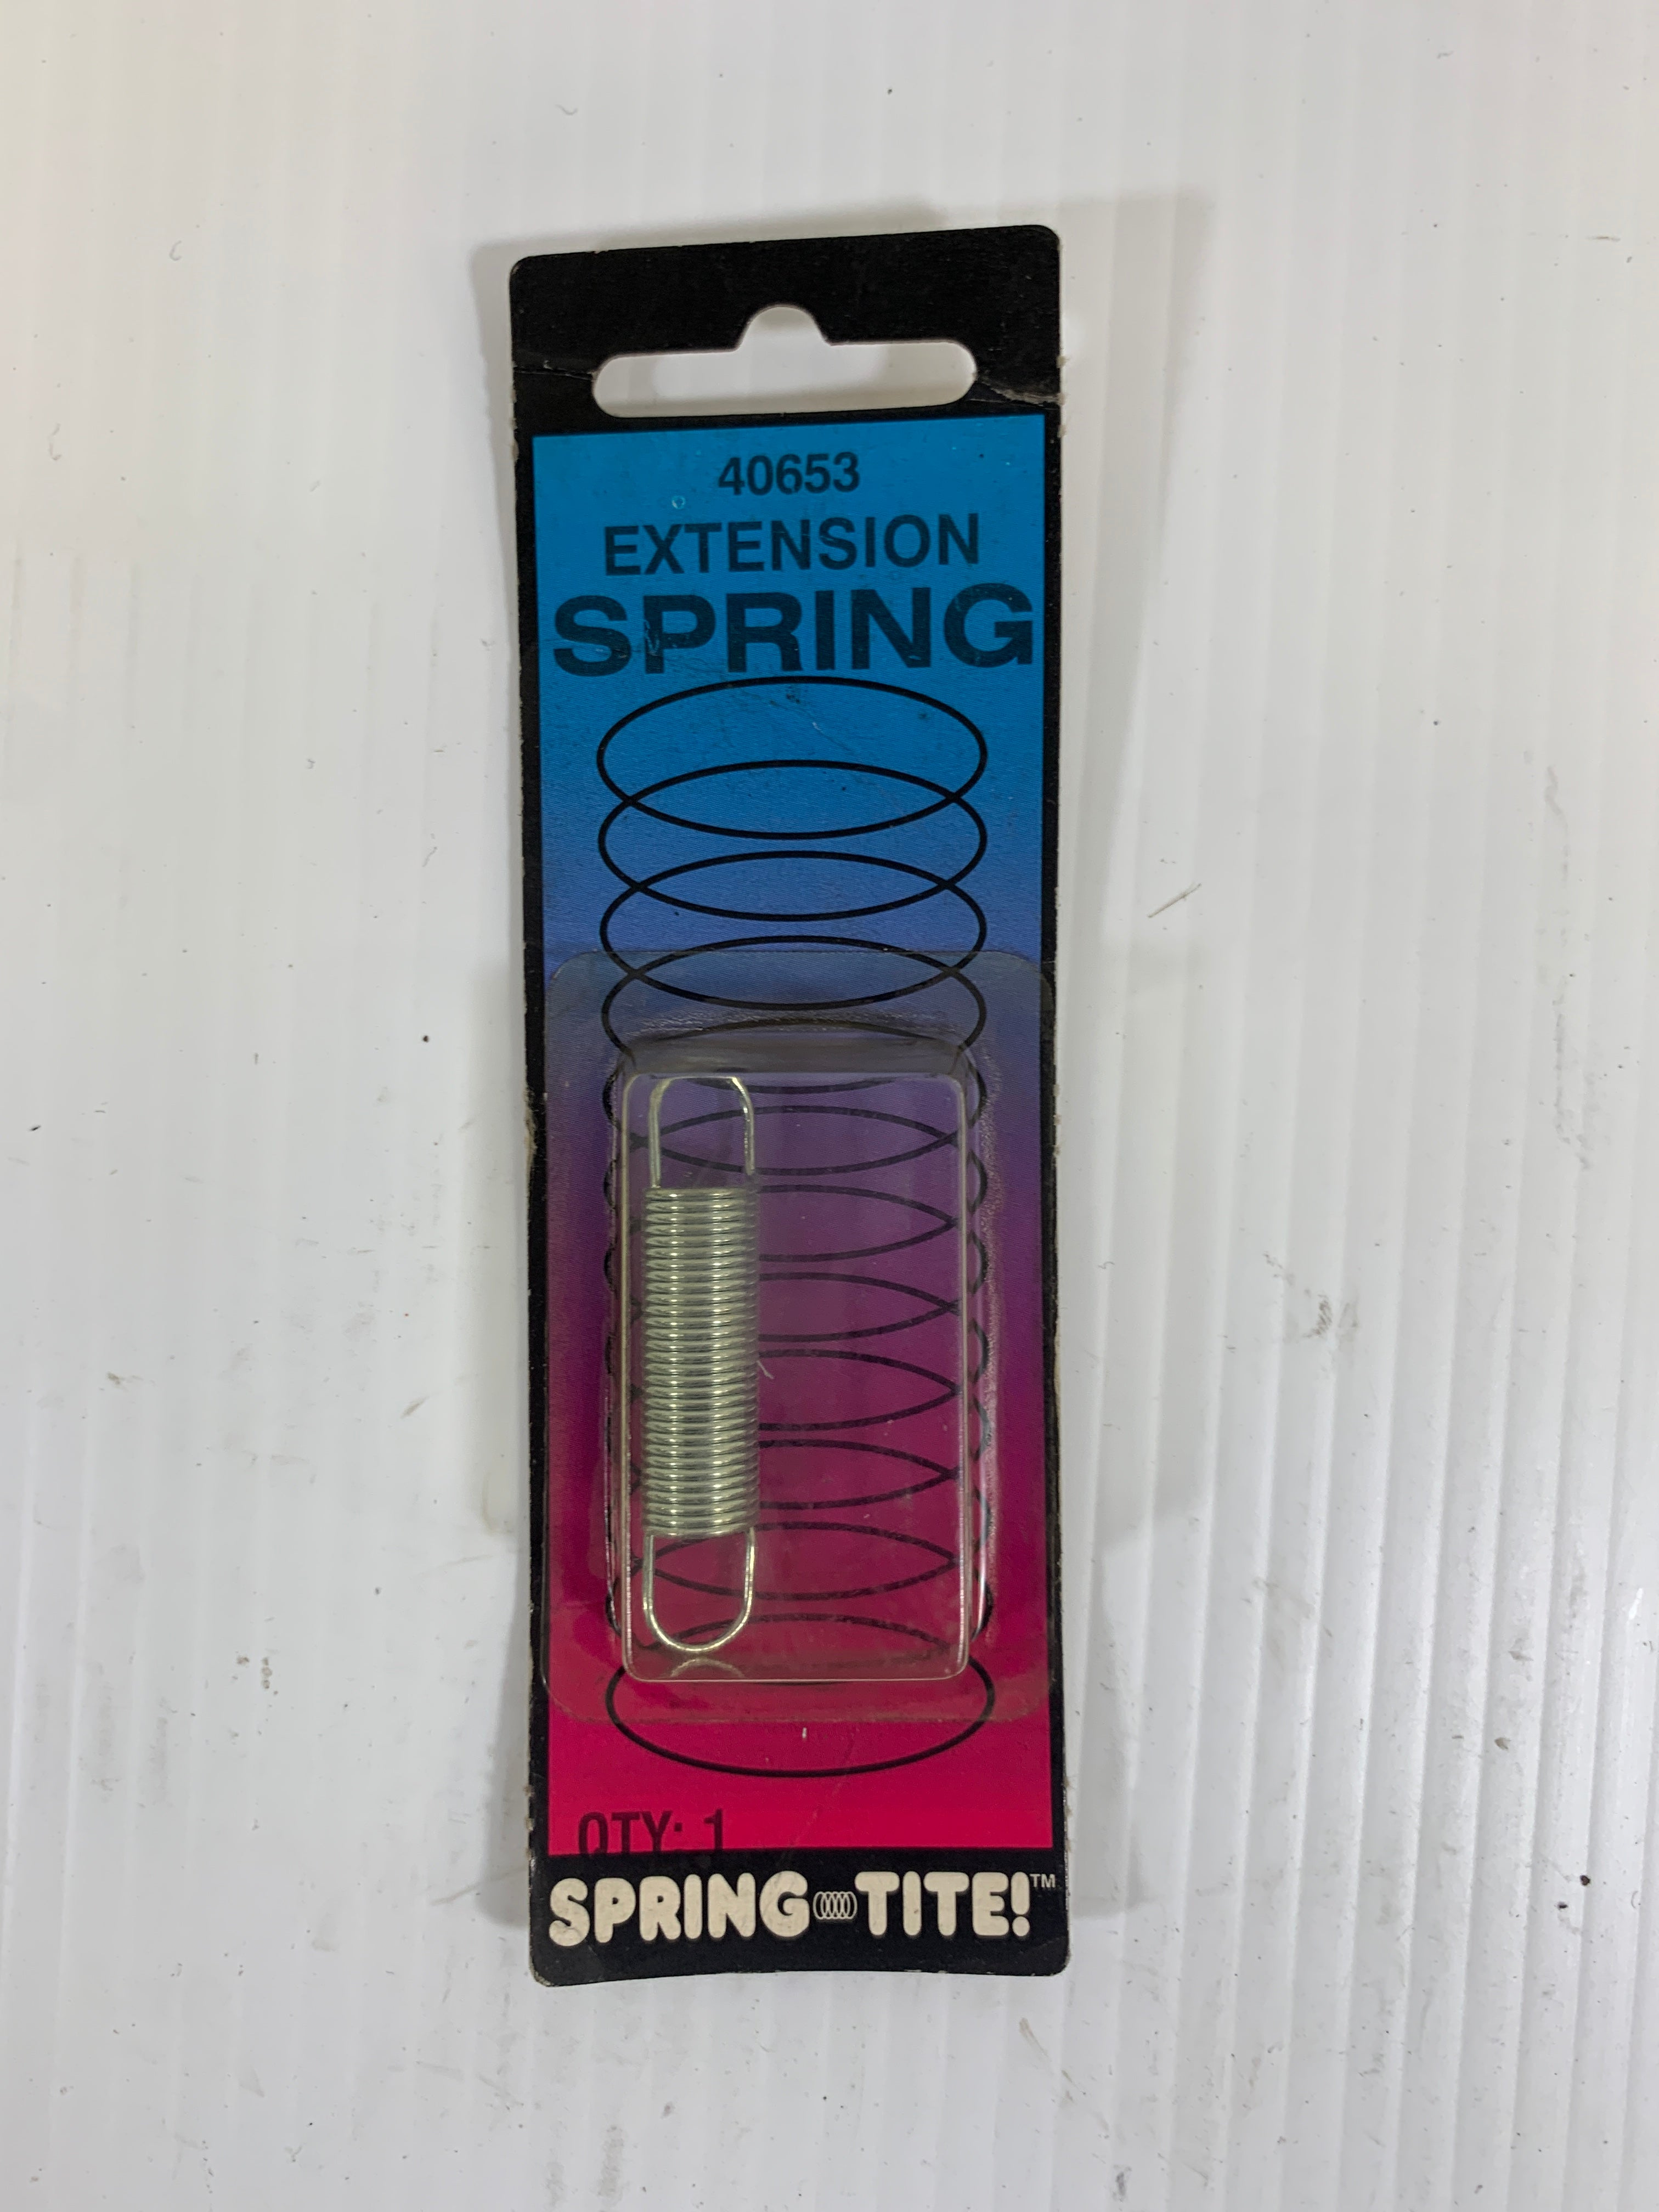 40653
EXTENSION
SPRING
QTY: 1
SPRING TITE!™